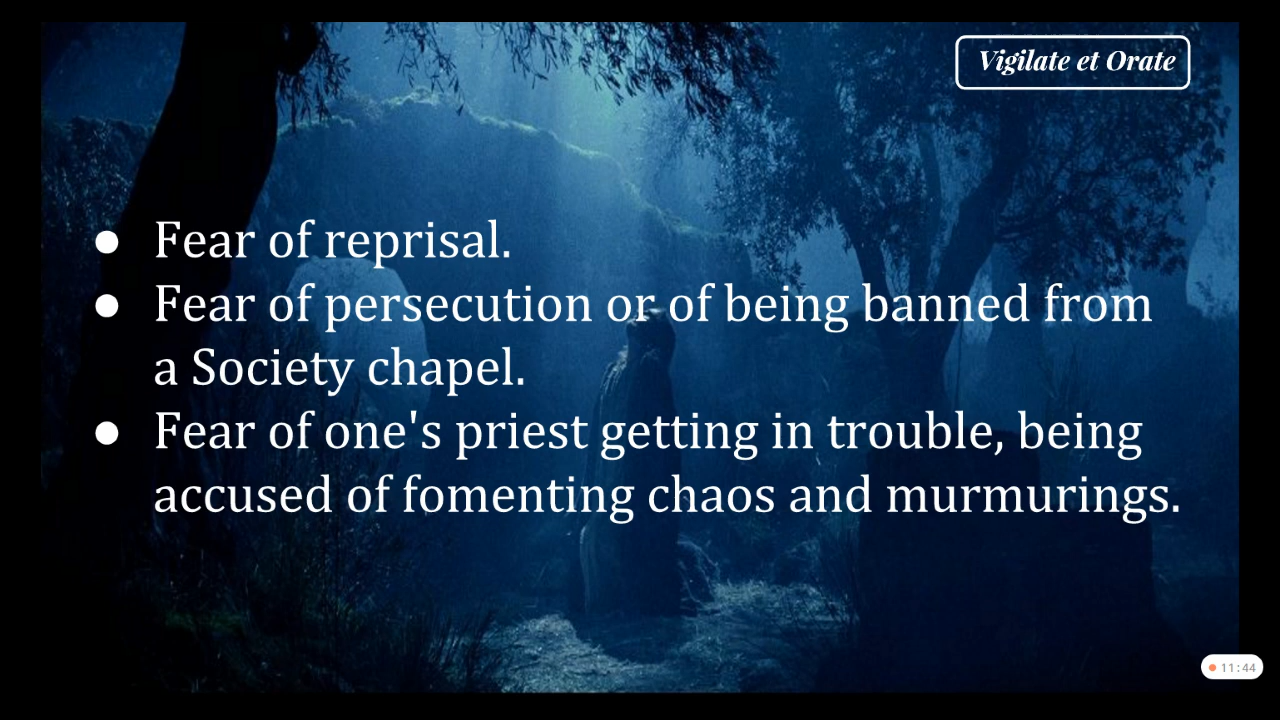 Vigilate et Orate
● Fear of reprisal.
● Fear of persecution or of being banned from
a Society chapel.
● Fear of one's priest getting in trouble, being
accused of fomenting chaos and murmurings.
11:44